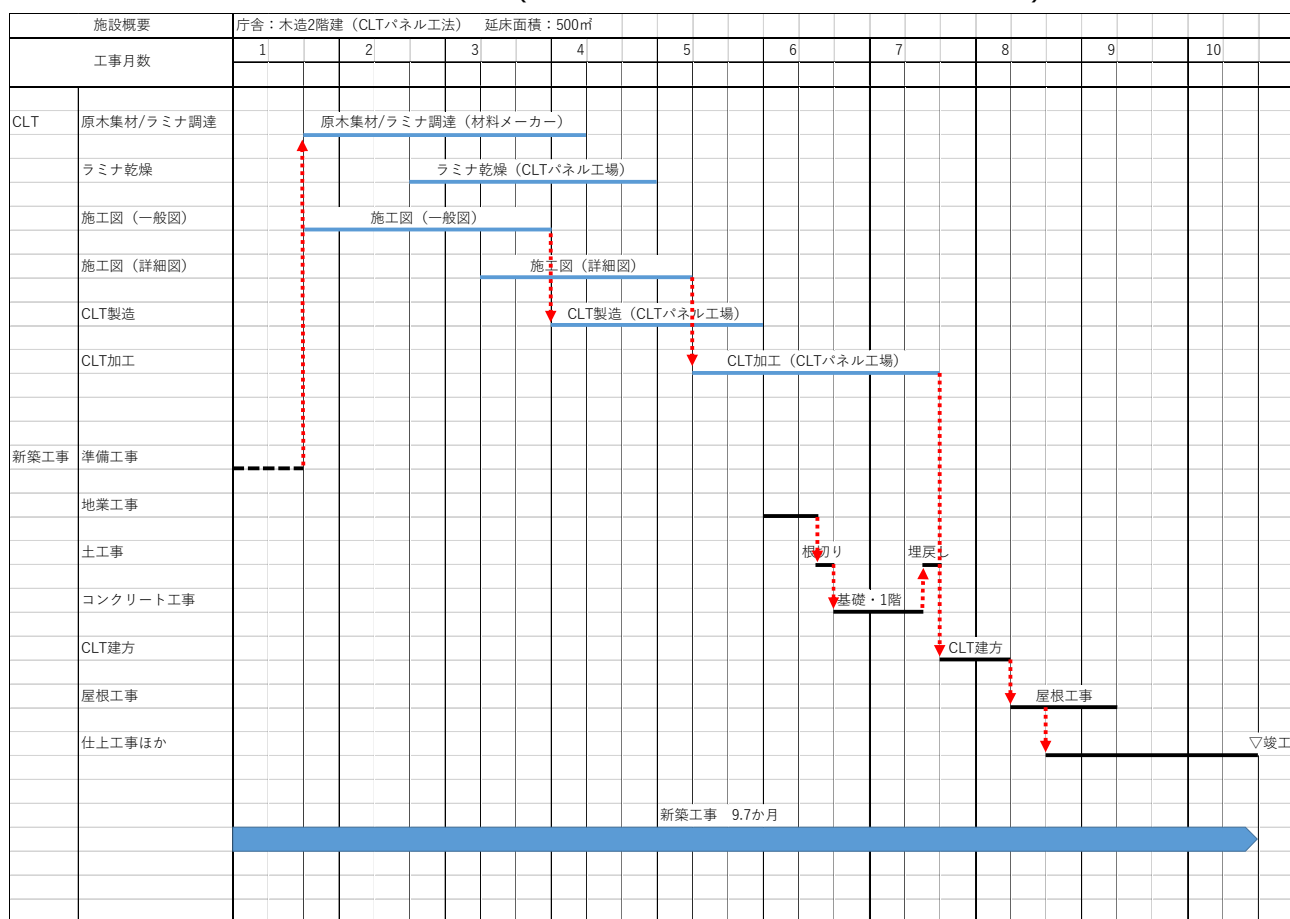 施設概要 庁舎：木造2階建（CLTパネル工法） 延床面積：500㎡
工事月数 1 2 3 4 5 6 7 8 9 10
CLT 原木集材/ラミナ調達 原木集材/ラミナ調達（材料メーカー）
ラミナ乾燥 ラミナ乾燥（CLTパネル工場）
施工図（一般図） 施工図（一般図）
施工図（詳細図） 施工図（詳細図）
CLT製造 CLT製造（CLTパネル工場）
CLT加工 CLT加工（CLTパネル工場）
新築工事 準備工事
地業工事
土工事 根切り 埋戻し
コンクリート工事 基礎・1階
CLT建方 CLT建方
屋根工事 屋根工事
仕上工事ほか ▽竣工
新築工事 9.7か月